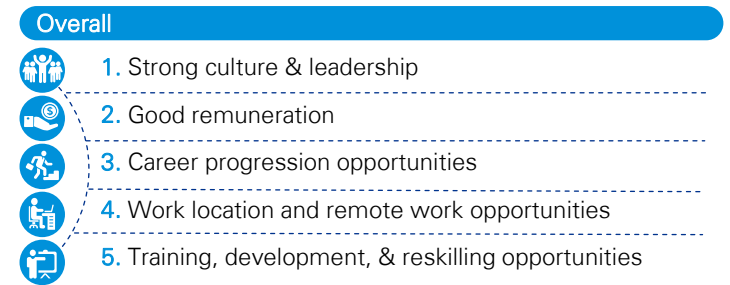 Overall
1. Strong culture & leadership
2. Good remuneration
3. Career progression opportunities
4. Work location and remote work opportunities
5. Training, development, & reskilling opportunities